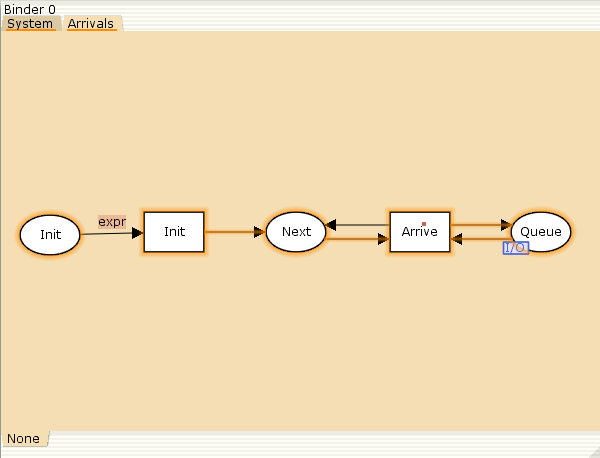 Binder 0
System Arrivals
expr
Init Init Next Arrive Queue
I/O
None